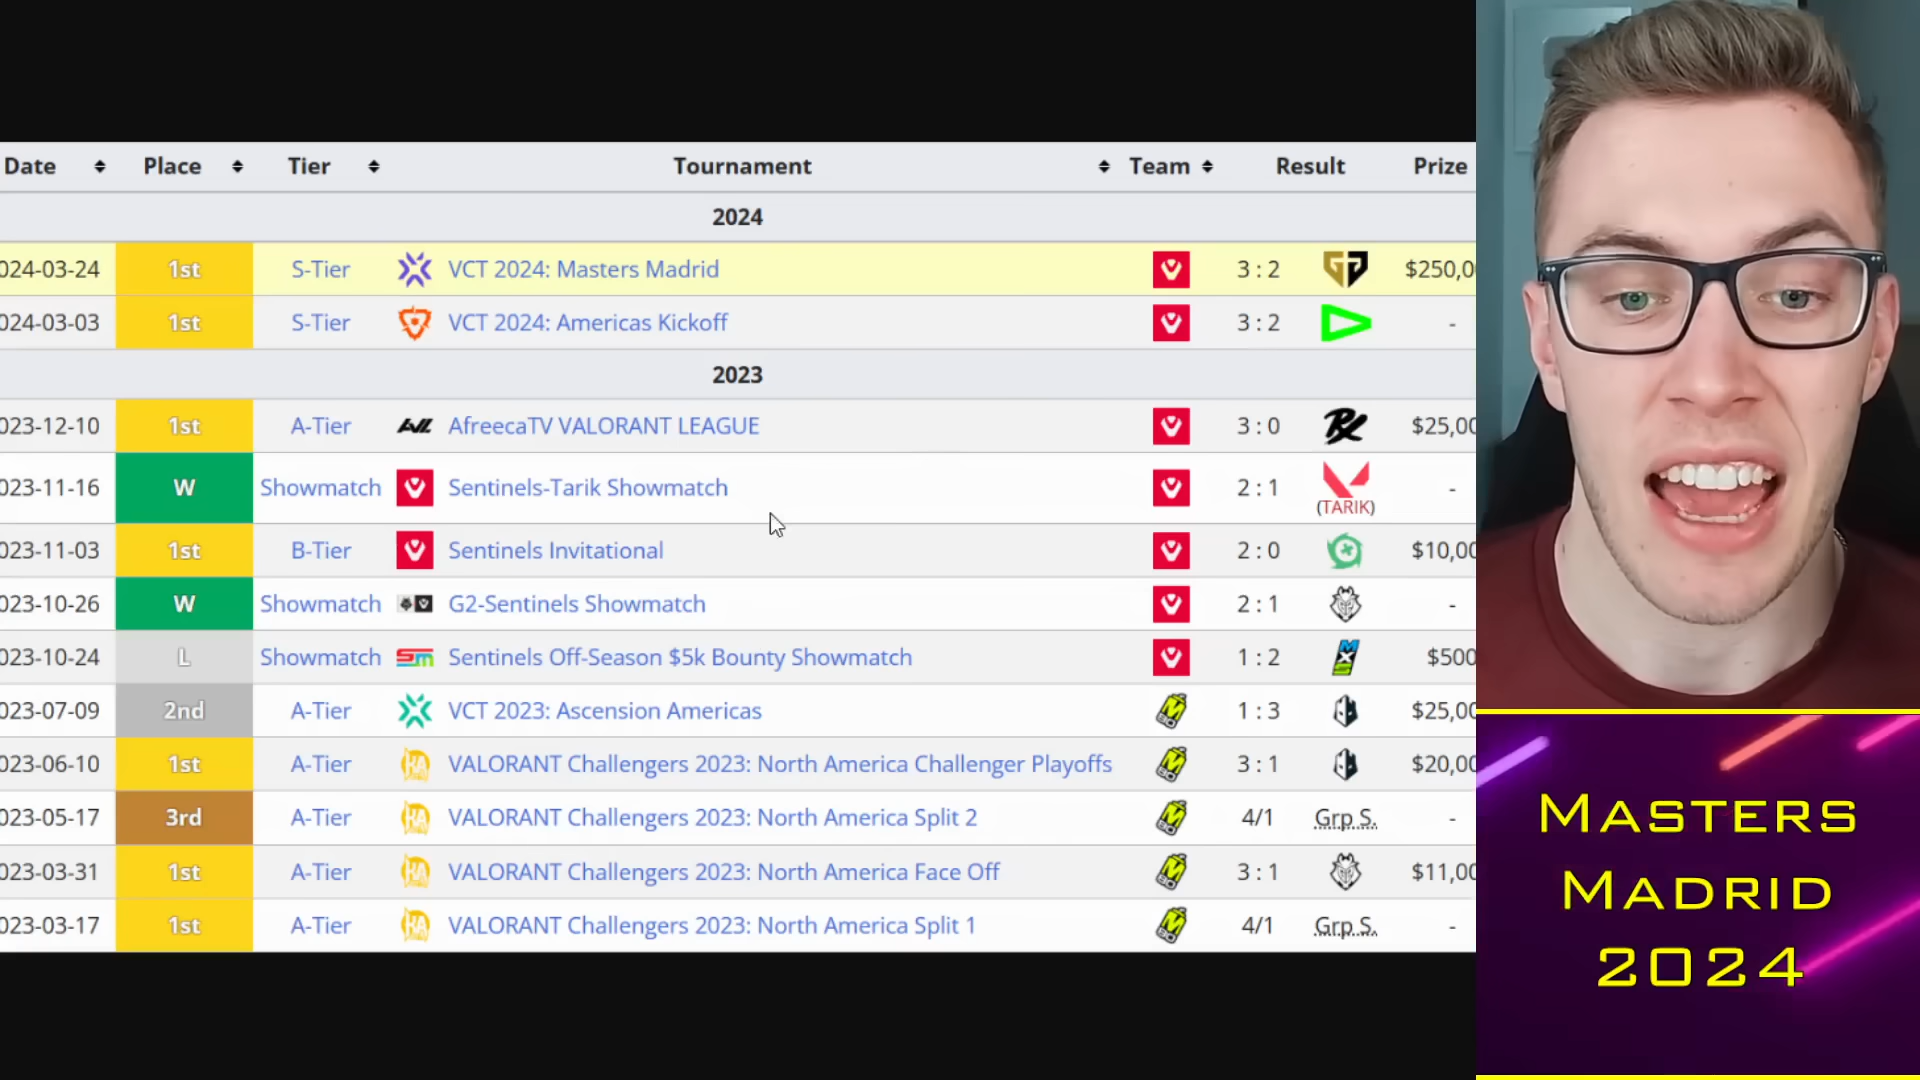 Date Place Tier Tournament Team Result Prize
2024
024-03-24 1st S-Tier VCT 2024: Masters Madrid 3 : 2 $250,0
024-03-03 1st S-Tier VCT 2024: Americas Kickoff 3 : 2 -
2023
023-12-10 1st A-Tier AfreecaTV VALORANT LEAGUE 3 : 0 $25,00
023-11-16 W Showmatch Sentinels-Tarik Showmatch 2 : 1 (TARIK) -
023-11-03 1st B-Tier Sentinels Invitational 2 : 0 $10,00
023-10-26 W Showmatch G2-Sentinels Showmatch 2 : 1 -
023-10-24 L Showmatch Sentinels Off-Season $5k Bounty Showmatch 1 : 2 $500
023-07-09 2nd A-Tier VCT 2023: Ascension Americas 1 : 3 $25,00
023-06-10 1st A-Tier VALORANT Challengers 2023: North America Challenger Playoffs 3 : 1 $20,00
023-05-17 3rd A-Tier VALORANT Challengers 2023: North America Split 2 4/1 Grp S. -
023-03-31 1st A-Tier VALORANT Challengers 2023: North America Face Off 3 : 1 $11,00
023-03-17 1st A-Tier VALORANT Challengers 2023: North America Split 1 4/1 Grp S. -
MASTERS
MADRID
2024